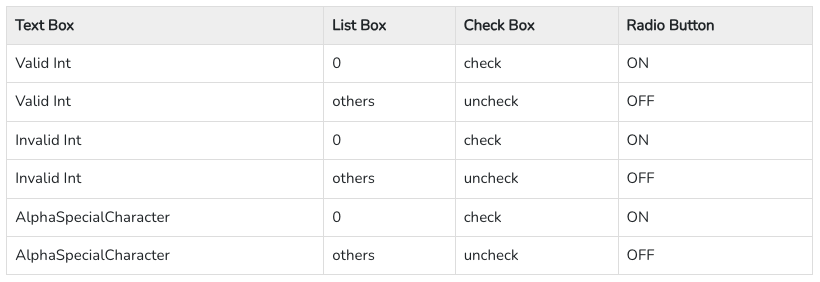 Text Box List Box Check Box Radio Button
Valid Int 0 check ON
Valid Int others uncheck OFF
Invalid Int 0 check ON
Invalid Int others uncheck OFF
AlphaSpecialCharacter 0 check ON
AlphaSpecialCharacter others uncheck OFF